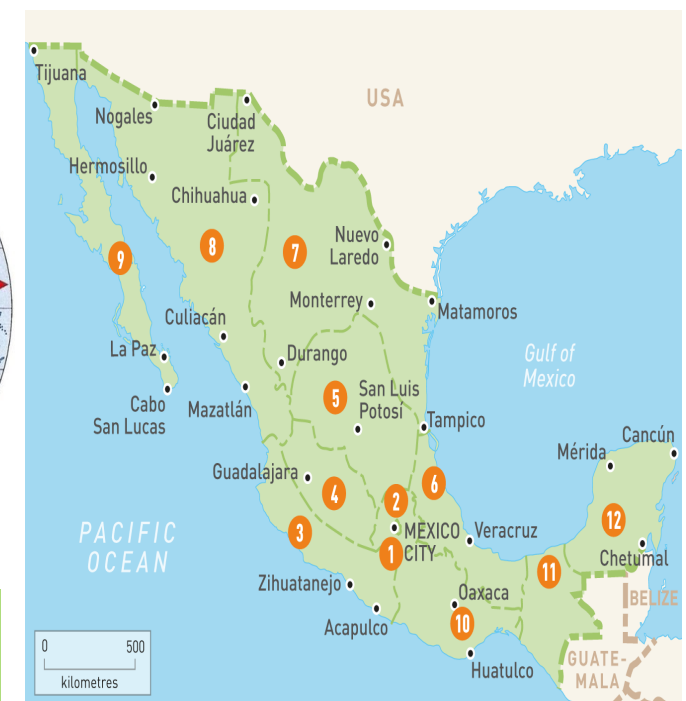 USA
Tijuana
Nogales
Ciudad
Juárez
Hermosillo
Chihuahua
Nuevo
Laredo
9
8
7
Monterrey
Matamoros
Culiacán
La Paz
Durango
Gulf of
Mexico
Cabo
San Lucas
Mazatlán
5
San Luis
Potosí
Tampico
Cancún
Mérida
Guadalajara
4
2
6
12
PACIFIC
OCEAN
3
MEXICO
CITY
1
Veracruz
Chetumal
11
Zihuatanejo
Oaxaca
BELIZE
Acapulco
10
Huatulco
GUATE-
MALA
0 500
kilometres